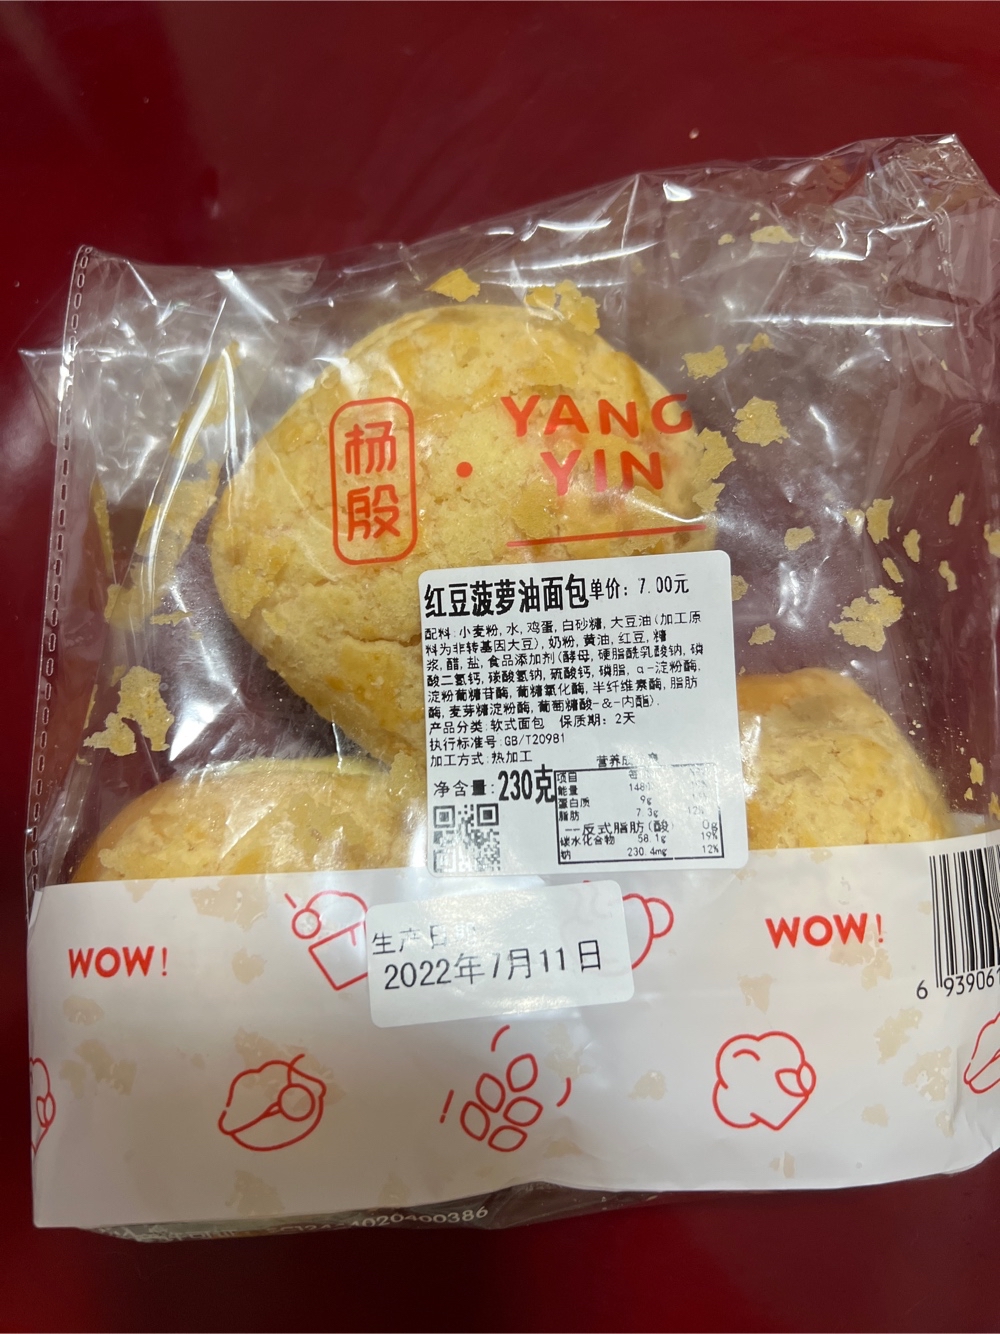 杨殷
YANG
YIN
红豆菠萝油面包单价: 7.00元
配料:小麦粉,水,鸡蛋,白砂糖,大豆油(加工原
料为非转基因大豆),奶粉,黄油,红豆,糖
浆,醋,盐,食品添加剂(酵母,硬脂酰乳酸钠,磷
酸二氢钙,碳酸氢钠,硫酸钙,磷脂,α-淀粉酶,
淀粉葡糖苷酶,葡糖氧化酶,半纤维素酶,脂肪
酶,麦芽糖淀粉酶,葡萄糖酸-&-内酯).
产品分类:软式面包 保质期: 2天
执行标准号:GB/T20981
加工方式:热加工
营养
净含量:230克
项目
能量
蛋白质 9g
脂肪 7.3g 12%
--反式脂肪(酸) 0g
碳水化合物 58.1g 19%
钠 230.4mg 12%
生产日
2022年7月11日
WOW!
WOW!
6 939061
4020400386